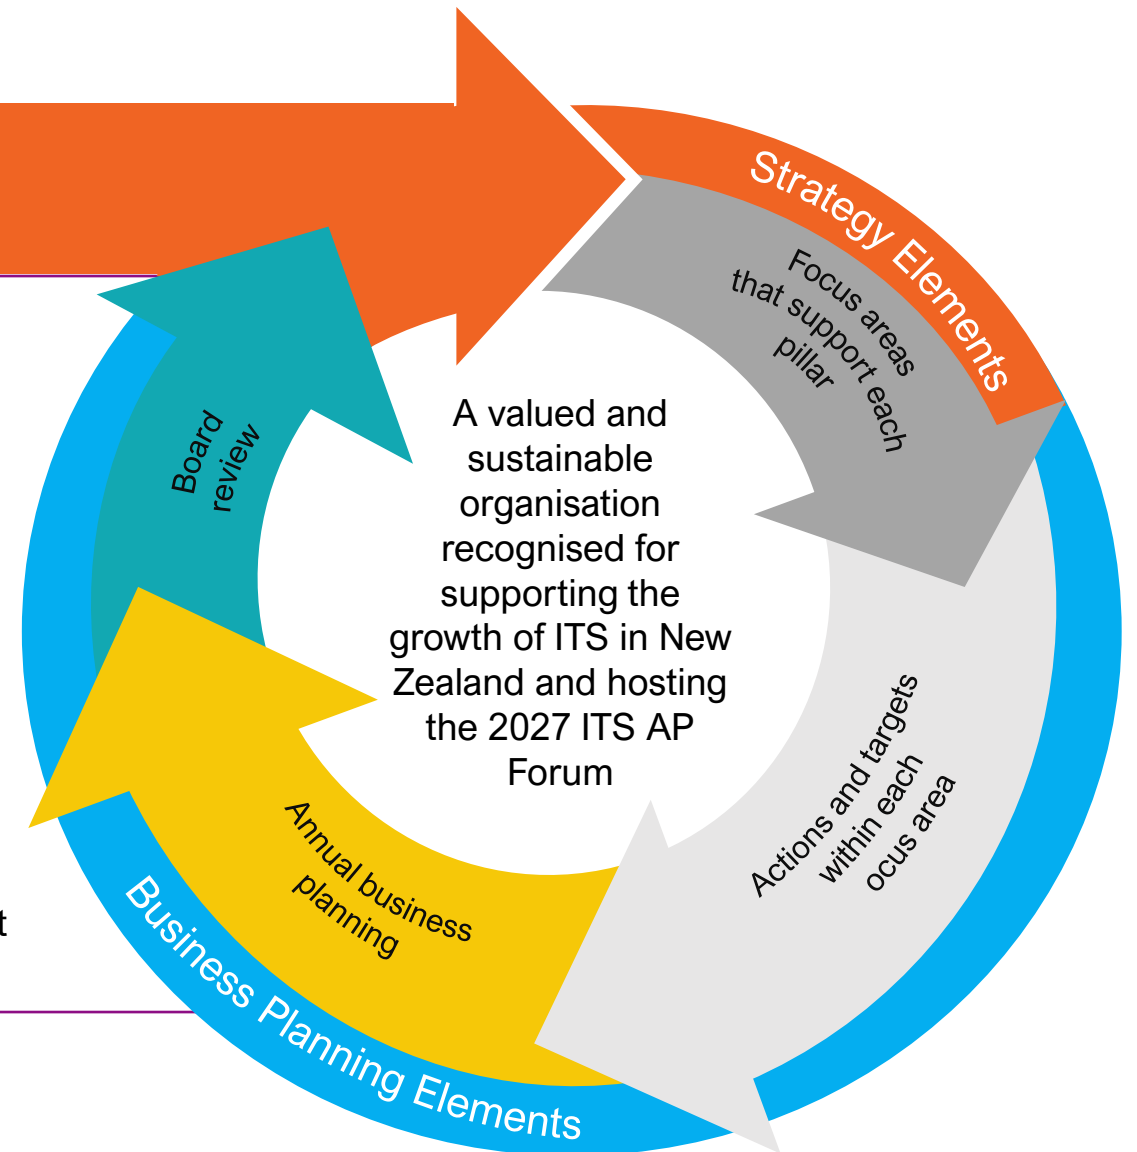 Strategy Elements
Focus areas
that support each
pillar
Board
review
A valued and
sustainable
organisation
recognised for
supporting the
growth of ITS in New
Zealand and hosting
the 2027 ITS AP
Forum
Actions and targets
within each
ocus area
Annual business
planning
t
Business Planning Elements